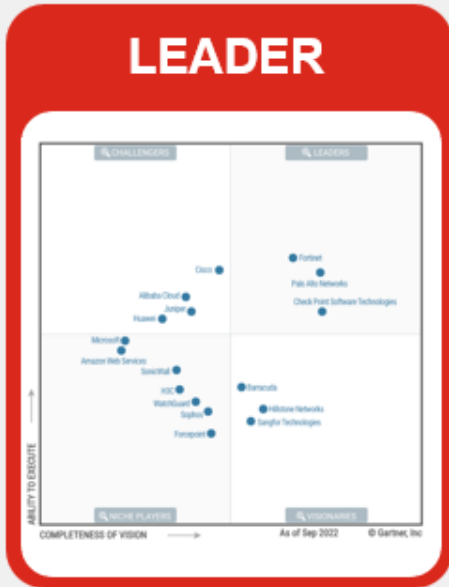 LEADER
CHALLENGERS
LEADERS
Fortinet
Cisco
Palo Alto Networks
Alibaba Cloud
Check Point Software Technologies
Juniper
Huawei
Microsoft
Amazon Web Services
SonicWall
H3C
Barracuda
WatchGuard
Hillstone Networks
Sophos
Sangfor Technologies
Forcepoint
ABILITY TO EXECUTE
NICHE PLAYERS
VISIONARIES
COMPLETENESS OF VISION
As of Sep 2022
© Gartner, Inc